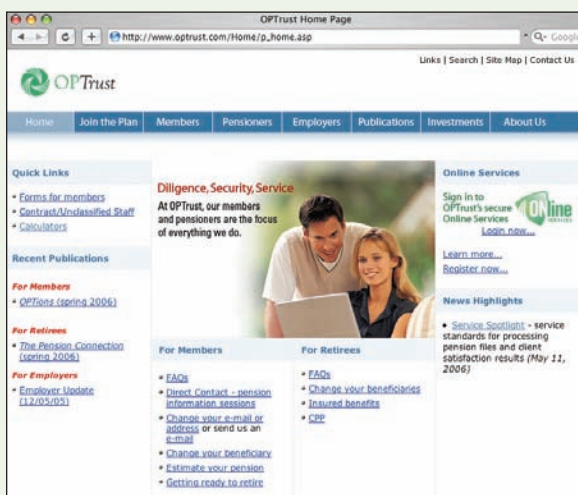 OPTrust Home Page
http://www.optrust.com/Home/p_home.asp
Google
Links | Search | Site Map | Contact Us
OPTrust
Home
Join the Plan
Members
Pensioners
Employers
Publications
Investments
About Us
Quick Links
Forms for members
Contract/Unclassified Staff
Calculators
Recent Publications
For Members
OPTions (spring 2006)
For Retirees
The Pension Connection
(spring 2006)
For Employers
Employer Update
(12/05/05)
Diligence, Security, Service
At OPTrust, our members
and pensioners are the focus
of everything we do.
For Members
FAQs
Direct Contact - pension
information sessions
Change your e-mail or
address or send us an
e-mail
Change your beneficiary
Estimate your pension
Getting ready to retire
For Retirees
FAQs
Change your beneficiaries
Insured benefits
CPP
Online Services
Sign in to
OPTrust's secure
Online Services
Login now...
ONline
SERVICES
Learn more...
Register now...
News Highlights
Service Spotlight - service
standards for processing
pension files and client
satisfaction results (May 11,
2006)